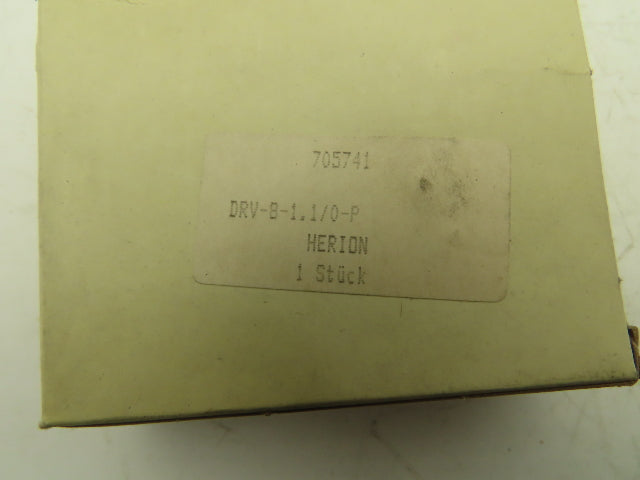 705741
DRV-8-1.1/0-P
HERION
1 Stück